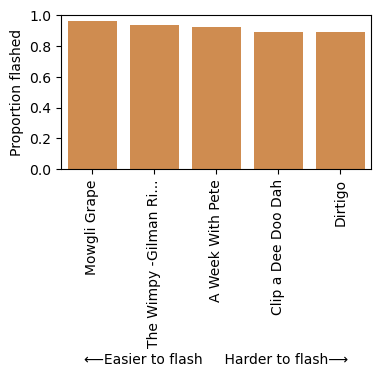 Proportion flashed
1.0
0.8
0.6
0.4
0.2
0.0
Mowgli Grape
The Wimpy -Gilman Ri...
A Week With Pete
Clip a Dee Doo Dah
Dirtigo
⟵Easier to flash     Harder to flash⟶